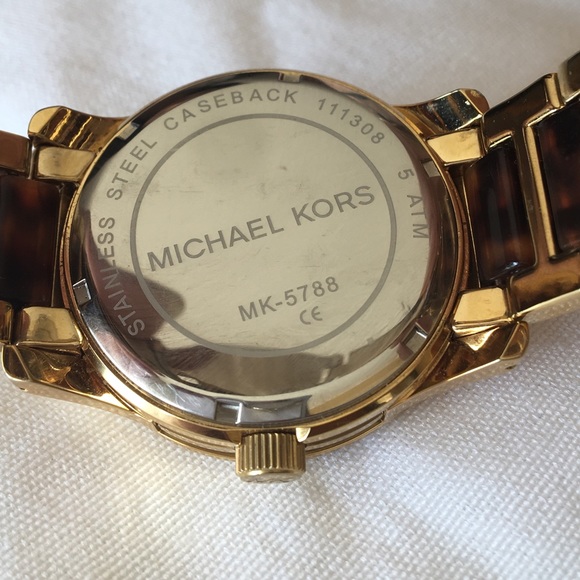 STAINLESS STEEL CASEBACK 111308 5 ATM
MICHAEL KORS
MK-5788
CE